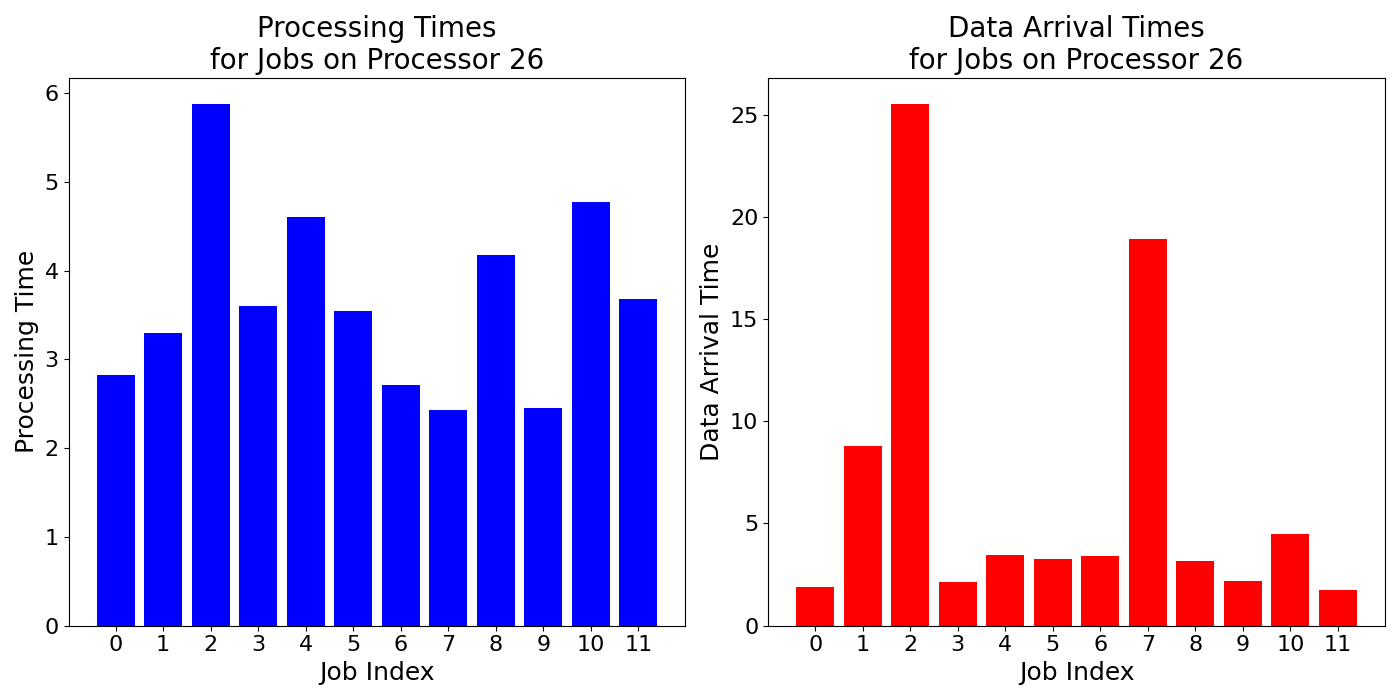 Processing Times
for Jobs on Processor 26
Processing Time
6
5
4
3
2
1
0
0 1 2 3 4 5 6 7 8 9 10 11
Job Index
Data Arrival Times
for Jobs on Processor 26
Data Arrival Time
25
20
15
10
5
0
0 1 2 3 4 5 6 7 8 9 10 11
Job Index